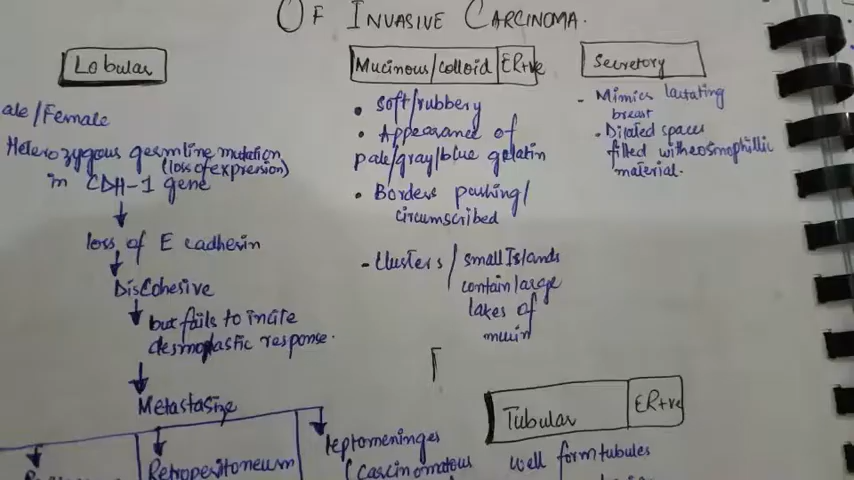 OF INVASIVE CARCINOMA.
Lobular
ale/Female
Heterozygous germline mutation
(loss of expression)
in CDH-1 gene
loss of E cadherin
Discohesive
but fails to incite
desmoplastic response.
Metastasize
Retroperitoneum
leptomeninges
(Carcinomatous
Mucinous/colloid ER+ve
• Soft/rubbery
• Appearance of
pale/gray/blue gelatin
• Borders pushing/
circumscribed
- Clusters / small Islands
contain large
lakes of
mucin
Secretory
- Mimics lactating
breast
• Dilated spaces
filled with eosinophillic
material.
Tubular ER+ve
well form tubules